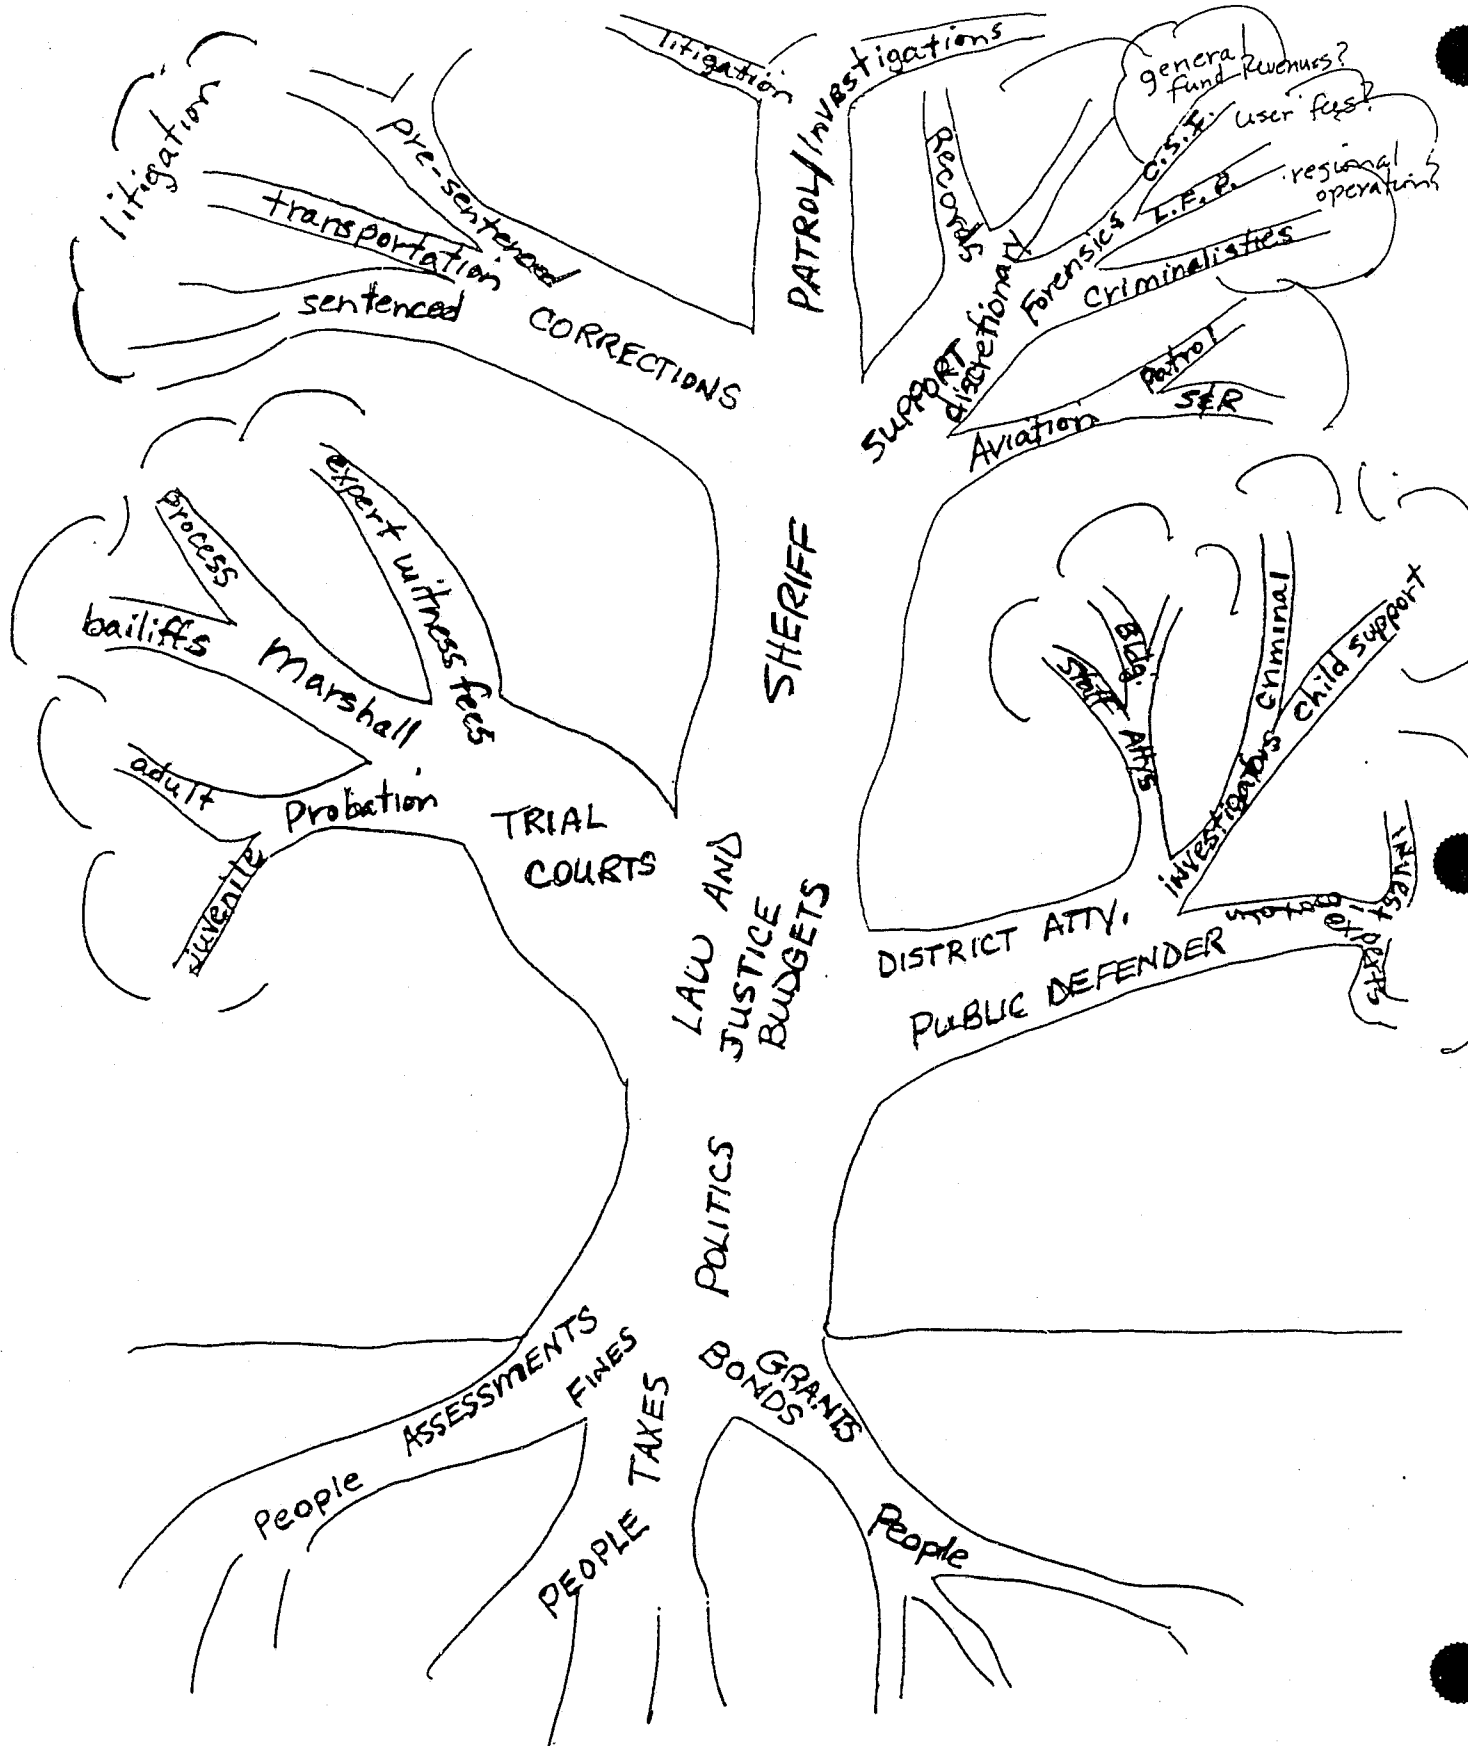 litigation
PATROL/Investigations
litigation
pre-sentenced
transportation
sentenced
CORRECTIONS
Records
general
fund revenues?
user fees?
regional
operations?
C.S.I.
Forensics
Criminalistics
SUPPORT
discretionary
Aviation
patrol
S&R
SHERIFF
process
bailiffs
Marshall
expert witness fees
adult
Probation
juvenile
TRIAL
COURTS
Bldg.
Staff Attys
investigators
criminal
child support
DISTRICT ATTY.
PUBLIC DEFENDER
invest
experts
LAW AND
JUSTICE
BUDGETS
POLITICS
ASSESSMENTS
FINES
People
PEOPLE TAXES
BONDS
GRANTS
People